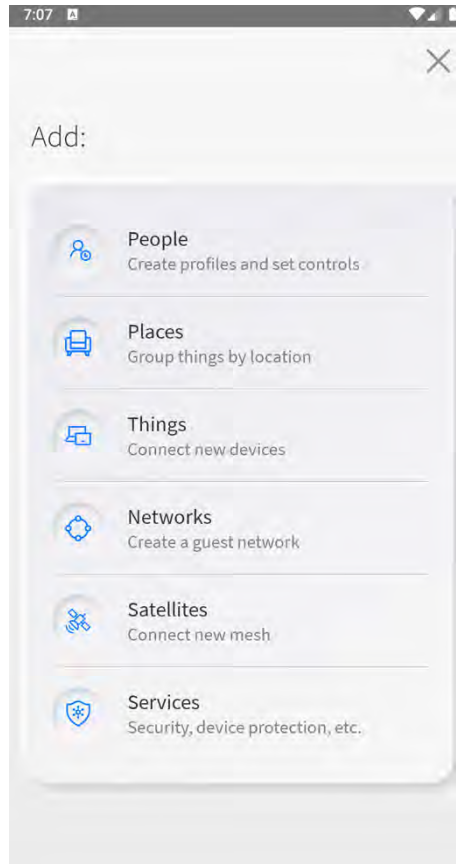 7:07 A
Add:
People
Create profiles and set controls
Places
Group things by location
Things
Connect new devices
Networks
Create a guest network
Satellites
Connect new mesh
Services
Security, device protection, etc.